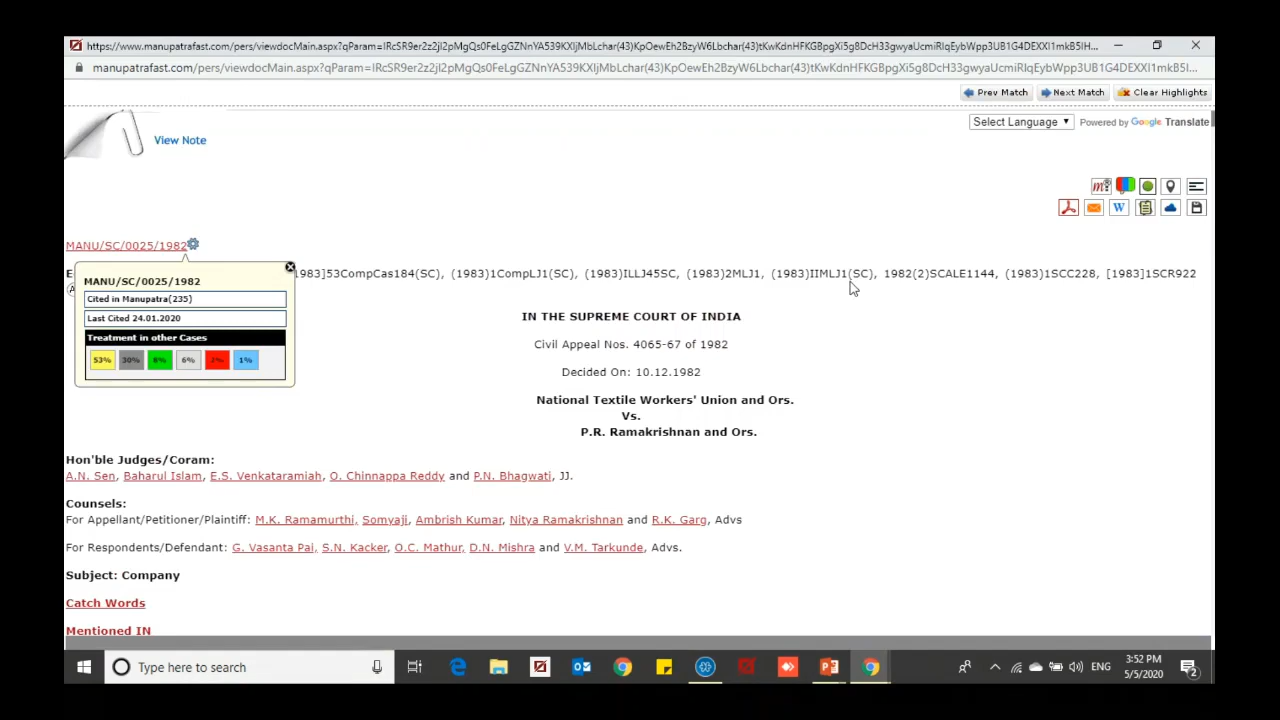 https://www.manupatrafast.com/pers/viewdocMain.aspx?qParam=IRcSR9er2z2jl2pMgQs0FeLgGZNnYA539KXIjMbLchar(43)KpOewEh2BzyW6Lbchar(43)tKwKdnHFKGBpgXi5g8DcH33gwyaUcmiRIqEybWpp3UB1G4DEXXI1mkB5IH...
manupatrafast.com/pers/viewdocMain.aspx?qParam=IRcSR9er2z2jl2pMgQs0FeLgGZNnYA539KXIjMbLchar(43)KpOewEh2BzyW6Lbchar(43)tKwKdnHFKGBpgXi5g8DcH33gwyaUcmiRIqEybWpp3UB1G4DEXXI1mkB5I...
Prev Match Next Match Clear Highlights
Select Language Powered by Google Translate
View Note
MANU/SC/0025/1982
1983]53CompCas184(SC), (1983)1CompLJ1(SC), (1983)ILLJ45SC, (1983)2MLJ1, (1983)IIMLJ1(SC), 1982(2)SCALE1144, (1983)1SCC228, [1983]1SCR922
MANU/SC/0025/1982
Cited in Manupatra(235)
Last Cited 24.01.2020
Treatment in other Cases
53% 30% 8% 6% 2% 1%
IN THE SUPREME COURT OF INDIA
Civil Appeal Nos. 4065-67 of 1982
Decided On: 10.12.1982
National Textile Workers' Union and Ors.
Vs.
P.R. Ramakrishnan and Ors.
Hon'ble Judges/Coram:
A.N. Sen, Baharul Islam, E.S. Venkataramiah, O. Chinnappa Reddy and P.N. Bhagwati, JJ.
Counsels:
For Appellant/Petitioner/Plaintiff: M.K. Ramamurthi, Somyaji, Ambrish Kumar, Nitya Ramakrishnan and R.K. Garg, Advs
For Respondents/Defendant: G. Vasanta Pai, S.N. Kacker, O.C. Mathur, D.N. Mishra and V.M. Tarkunde, Advs.
Subject: Company
Catch Words
Mentioned IN
Type here to search
ENG
3:52 PM
5/5/2020
2